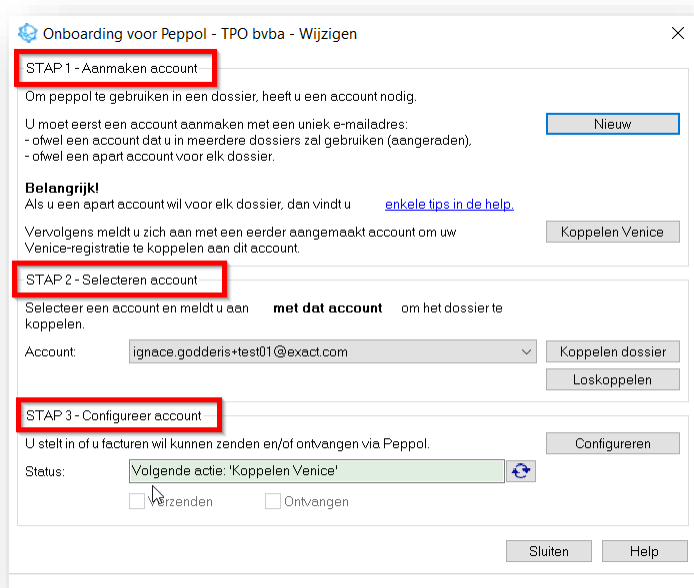 Onboarding voor Peppol - TPO bvba - Wijzigen
STAP 1 - Aanmaken account
Om peppol te gebruiken in een dossier, heeft u een account nodig.
U moet eerst een account aanmaken met een uniek e-mailadres:
Nieuw
- ofwel een account dat u in meerdere dossiers zal gebruiken (aangeraden),
- ofwel een apart account voor elk dossier.
Belangrijk!
Als u een apart account wil voor elk dossier, dan vindt u enkele tips in de help.
Vervolgens meldt u zich aan met een eerder aangemaakt account om uw
Venice-registratie te koppelen aan dit account.
Koppelen Venice
STAP 2 - Selecteren account
Selecteer een account en meldt u aan met dat account om het dossier te
koppelen.
Account: ignace.godderis+test01@exact.com Koppelen dossier
Loskoppelen
STAP 3 - Configureer account
U stelt in of u facturen wil kunnen zenden en/of ontvangen via Peppol.
Configureren
Status: Volgende actie: 'Koppelen Venice'
Verzenden Ontvangen
Sluiten Help